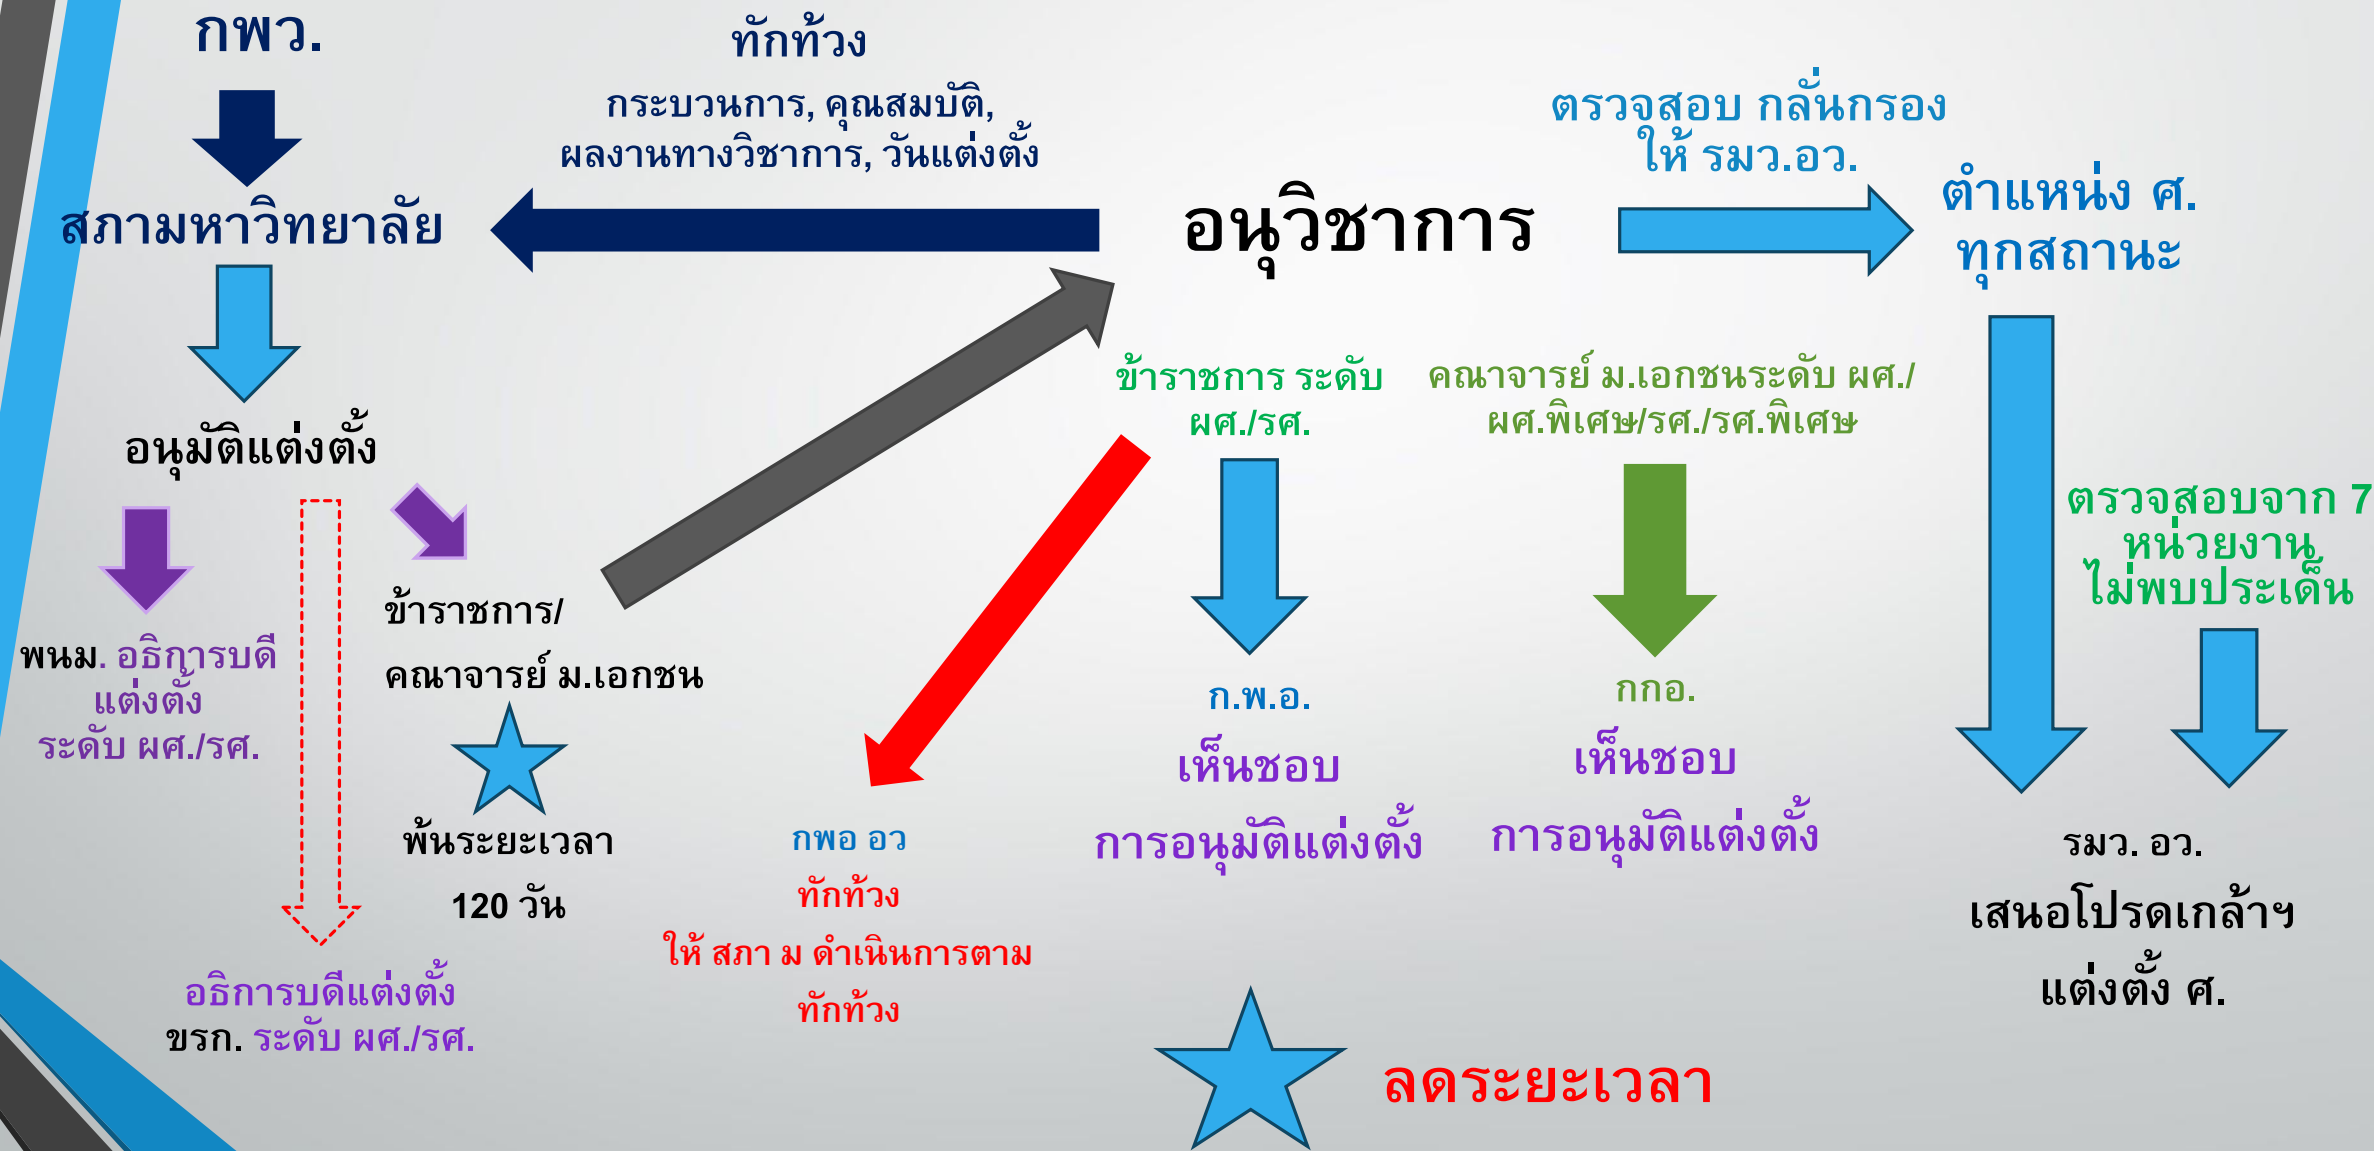 กพว.
สภามหาวิทยาลัย
อนุมัติแต่งตั้ง
พนม. อธิการบดี
แต่งตั้ง
ระดับ ผศ./รศ.
อธิการบดีแต่งตั้ง
ขรก. ระดับ ผศ./รศ.
ข้าราชการ/
คณาจารย์ ม.เอกชน
พ้นระยะเวลา
120 วัน
ทักท้วง
กระบวนการ, คุณสมบัติ,
ผลงานทางวิชาการ, วันแต่งตั้ง
อนุวิชาการ
กพอ อว
ทักท้วง
ให้ สภา ม ดำเนินการตาม
ทักท้วง
ข้าราชการ ระดับ
ผศ./รศ.
ก.พ.อ.
เห็นชอบ
การอนุมัติแต่งตั้ง
คณาจารย์ ม.เอกชนระดับ ผศ./
ผศ.พิเศษ/รศ./รศ.พิเศษ
กกอ.
เห็นชอบ
การอนุมัติแต่งตั้ง
ตรวจสอบ กลั่นกรอง
ให้ รมว.อว.
ตำแหน่ง ศ.
ทุกสถานะ
ตรวจสอบจาก 7
หน่วยงาน
ไม่พบประเด็น
รมว. อว.
เสนอโปรดเกล้าฯ
แต่งตั้ง ศ.
ลดระยะเวลา